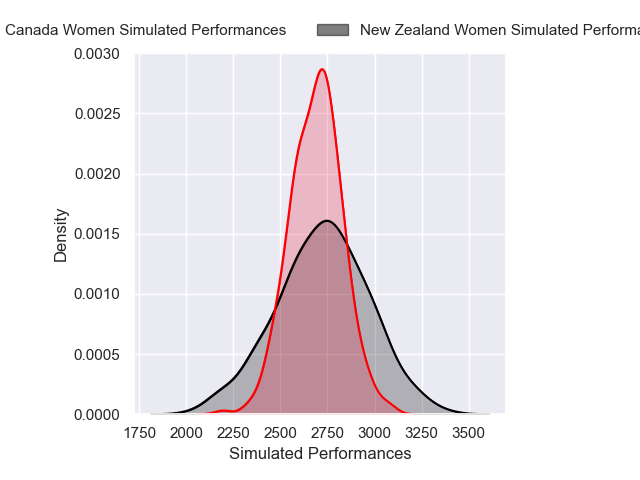 Canada Women Simulated Performances
New Zealand Women Simulated Performa
0.0030
0.0025
0.0020
0.0015
0.0010
0.0005
0.0000
Density
1750 2000 2250 2500 2750 3000 3250 3500
Simulated Performances